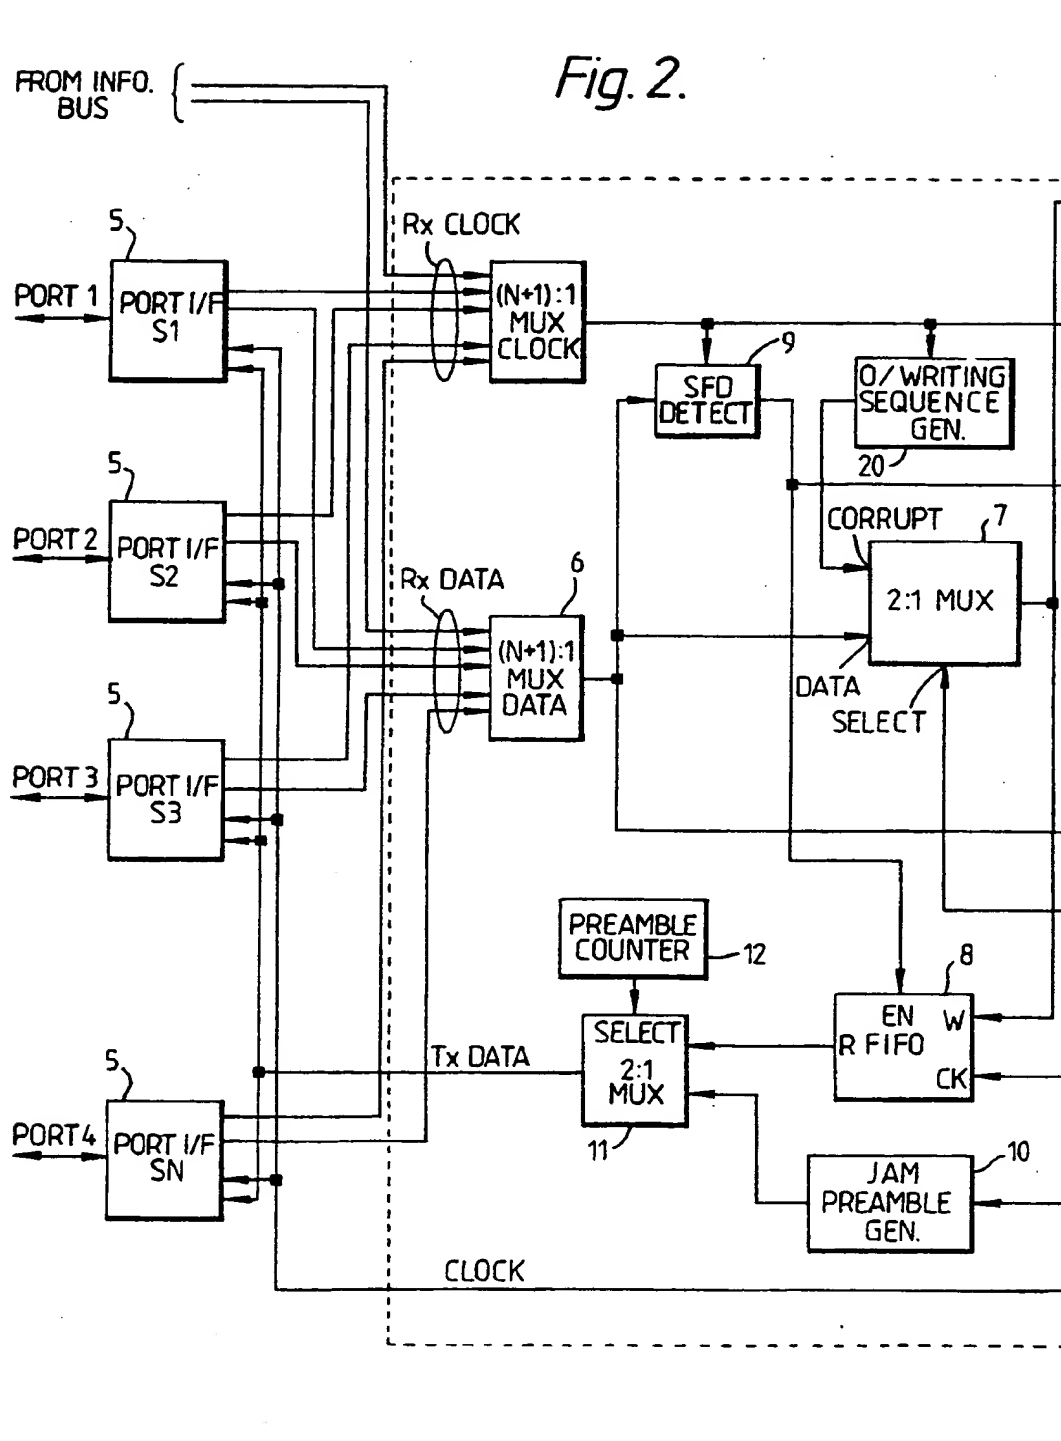 Fig. 2.
FROM INFO.
BUS
Rx CLOCK
5
PORT 1
PORT I/F
S1
(N+1):1
MUX
CLOCK
9
SFD
DETECT
O/WRITING
SEQUENCE
GEN.
20
5
PORT 2
PORT I/F
S2
CORRUPT
7
2:1 MUX
DATA
SELECT
Rx DATA
6
(N+1):1
MUX
DATA
5
PORT 3
PORT I/F
S3
PREAMBLE
COUNTER
12
8
EN
W
R FIFO
CK
SELECT
2:1
MUX
11
Tx DATA
5
PORT 4
PORT I/F
SN
10
JAM
PREAMBLE
GEN.
CLOCK